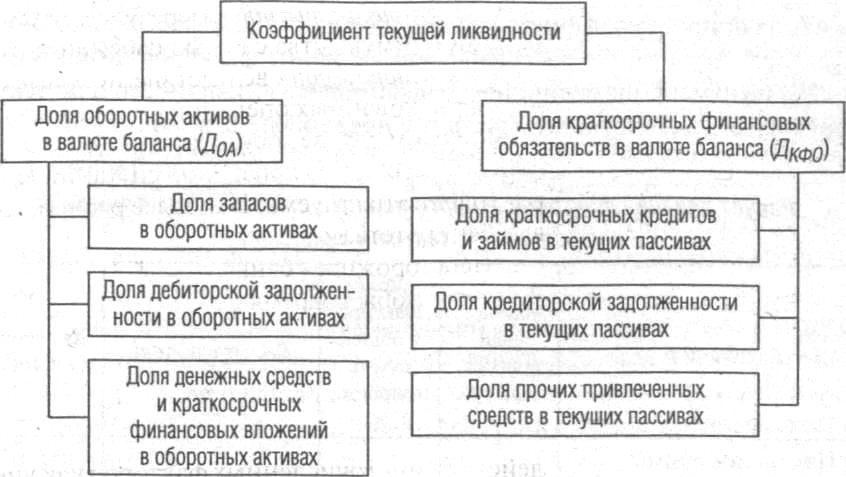 Коэффициент текущей ликвидности
Доля оборотных активов
в валюте баланса (ДОА)
Доля краткосрочных финансовых
обязательств в валюте баланса (ДКФО)
Доля запасов
в оборотных активах
Доля краткосрочных кредитов
и займов в текущих пассивах
Доля дебиторской задолжен-
ности в оборотных активах
Доля кредиторской задолженности
в текущих пассивах
Доля денежных средств
и краткосрочных
финансовых вложений
в оборотных активах
Доля прочих привлеченных
средств в текущих пассивах